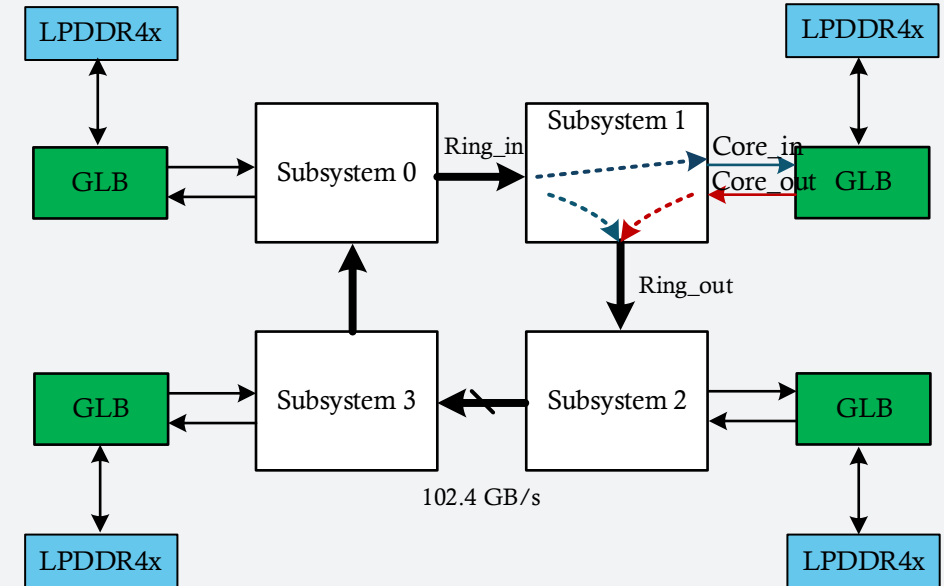 LPDDR4x
LPDDR4x
Subsystem 1
Ring_in
Core_in
GLB
Subsystem 0
Core_out
GLB
Ring_out
GLB
Subsystem 3
Subsystem 2
GLB
102.4 GB/s
LPDDR4x
LPDDR4x